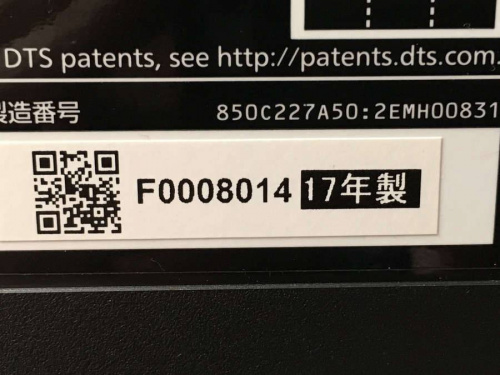 DTS patents, see http://patents.dts.com.
製造番号 850C227A50:2EMH00831
F0008014 17年製